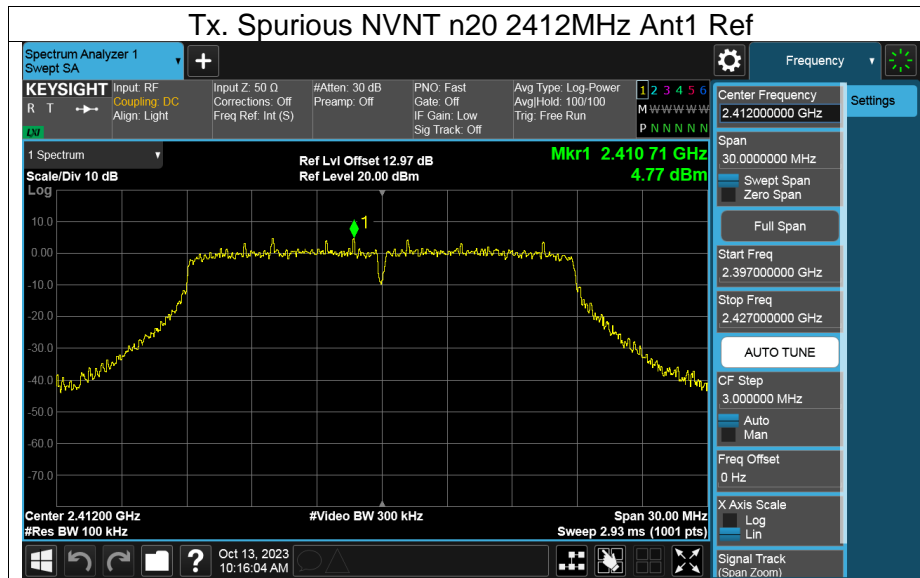 Tx. Spurious NVNT n20 2412MHz Ant1 Ref
Spectrum Analyzer 1
Swept SA
+
Frequency
KEYSIGHT
R T
LXI
Input: RF
Coupling: DC
Align: Light
Input Z: 50 Ω
Corrections: Off
Freq Ref: Int (S)
#Atten: 30 dB
Preamp: Off
PNO: Fast
Gate: Off
IF Gain: Low
Sig Track: Off
Avg Type: Log-Power
Avg|Hold: 100/100
Trig: Free Run
1 2 3 4 5 6
M W W W W W
P N N N N N
1 Spectrum
Scale/Div 10 dB
Log
Ref Lvl Offset 12.97 dB
Ref Level 20.00 dBm
Mkr1 2.410 71 GHz
4.77 dBm
1
10.0
0.00
-10.0
-20.0
-30.0
-40.0
-50.0
-60.0
-70.0
Center 2.41200 GHz
#Res BW 100 kHz
#Video BW 300 kHz
Span 30.00 MHz
Sweep 2.93 ms (1001 pts)
Center Frequency
2.412000000 GHz
Settings
Span
30.0000000 MHz
Swept Span
Zero Span
Full Span
Start Freq
2.397000000 GHz
Stop Freq
2.427000000 GHz
AUTO TUNE
CF Step
3.000000 MHz
Auto
Man
Freq Offset
0 Hz
X Axis Scale
Log
Lin
Signal Track
(Span Zoom)
?
Oct 13, 2023
10:16:04 AM